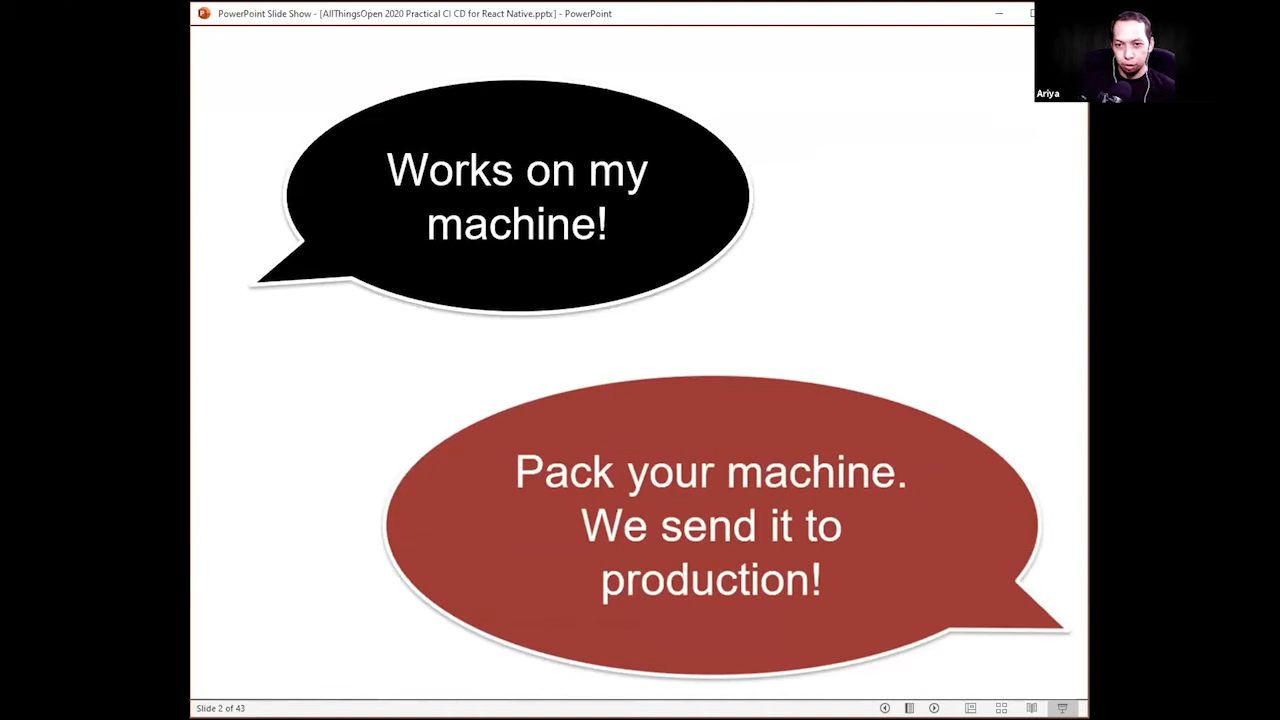 PowerPoint Slide Show - [AllThingsOpen 2020 Practical CI CD for React Native.pptx] - PowerPoint
Ariya
Works on my
machine!
Pack your machine.
We send it to
production!
Slide 2 of 43